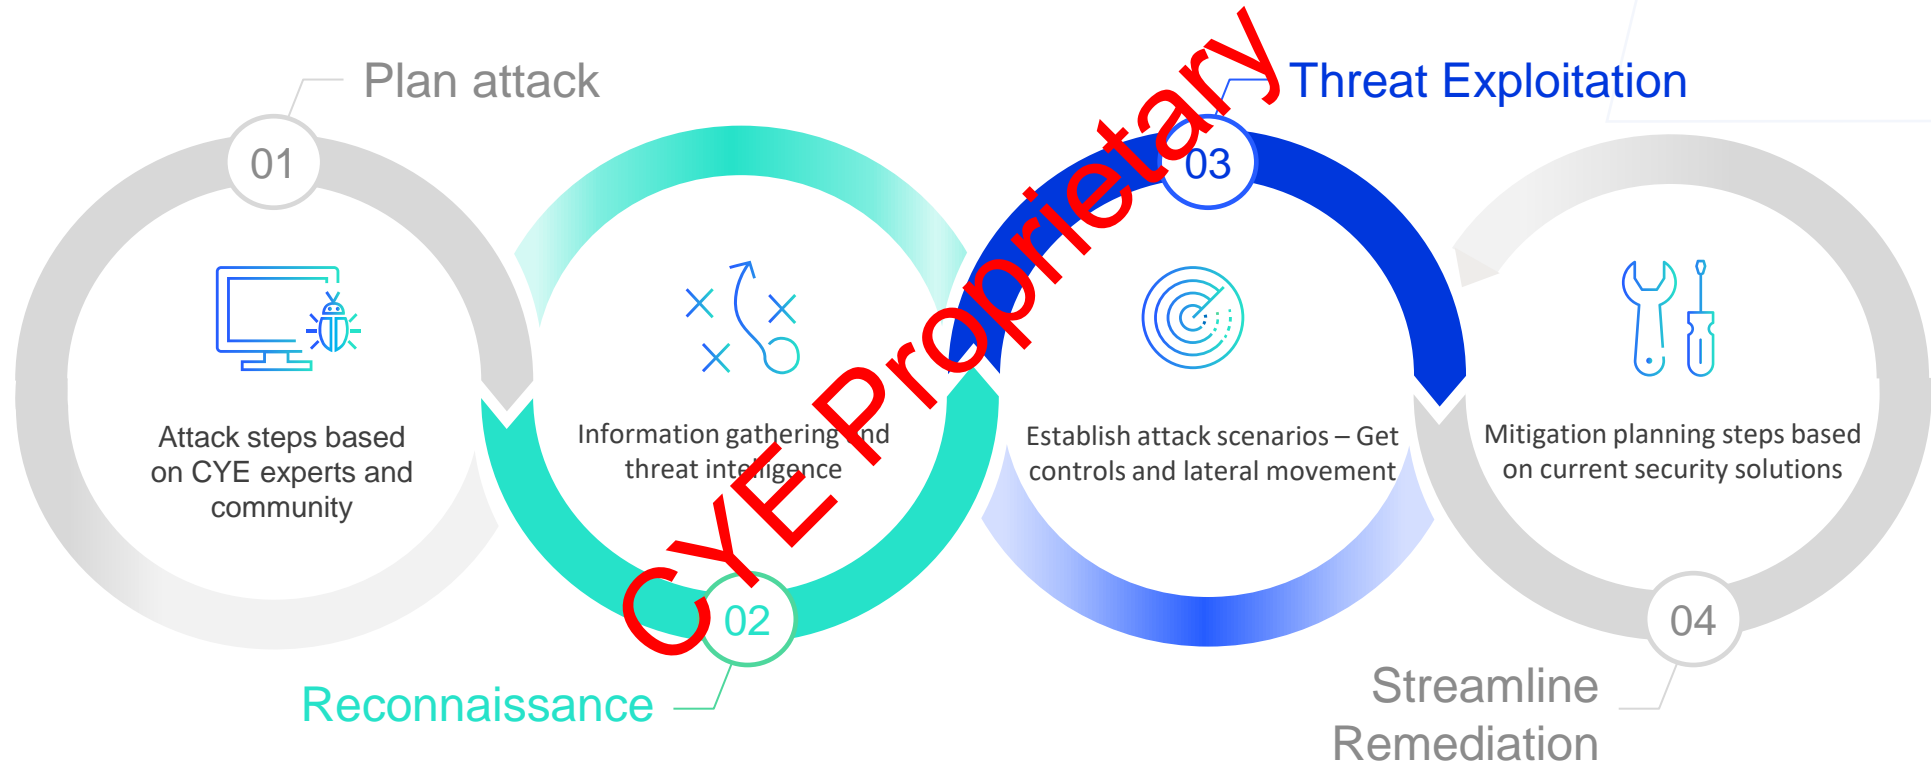 Plan attack
01
Attack steps based
on CYE experts and
community
Information gathering and
threat intelligence
02
Reconnaissance
Threat Exploitation
03
Establish attack scenarios – Get
controls and lateral movement
Mitigation planning steps based
on current security solutions
04
Streamline
Remediation
CYE Proprietary